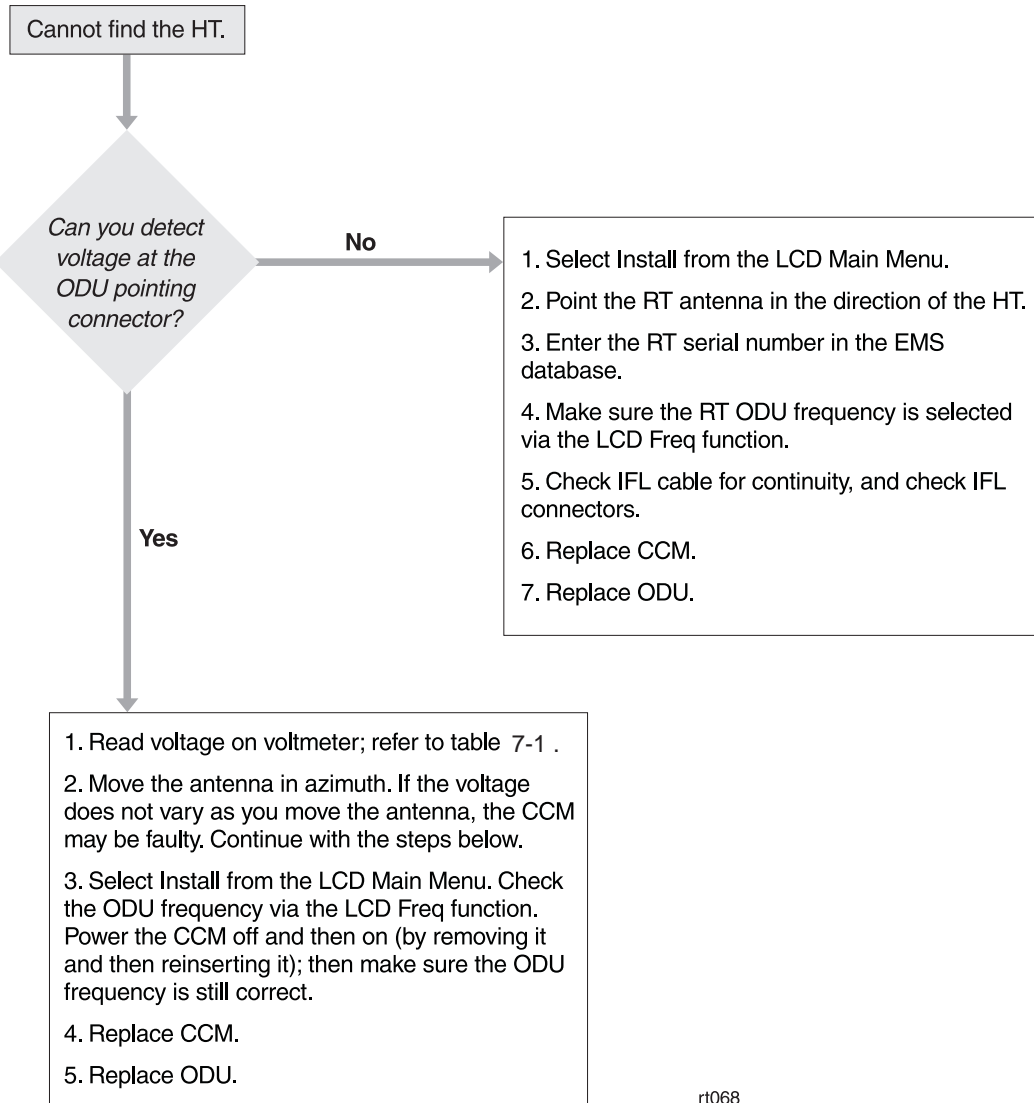 Cannot find the HT.
Can you detect
voltage at the
ODU pointing
connector?
No
1. Select Install from the LCD Main Menu.
2. Point the RT antenna in the direction of the HT.
3. Enter the RT serial number in the EMS
database.
4. Make sure the RT ODU frequency is selected
via the LCD Freq function.
5. Check IFL cable for continuity, and check IFL
connectors.
6. Replace CCM.
7. Replace ODU.
Yes
1. Read voltage on voltmeter; refer to table 7-1 .
2. Move the antenna in azimuth. If the voltage
does not vary as you move the antenna, the CCM
may be faulty. Continue with the steps below.
3. Select Install from the LCD Main Menu. Check
the ODU frequency via the LCD Freq function.
Power the CCM off and then on (by removing it
and then reinserting it); then make sure the ODU
frequency is still correct.
4. Replace CCM.
5. Replace ODU.
rt068